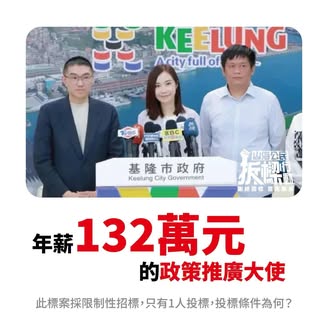 KEELUNG
A city full of
EBC
基隆市政府
Keelung City Government
年薪132萬元
的政策推廣大使
此標案採限制性招標，只有1人投標，投標條件為何？